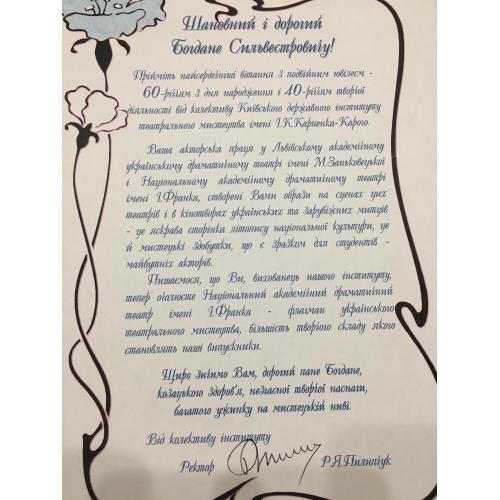 Шановний і дорогий
Богдане Сильвестровичу!
Прийміть найсердечніші вітання з подвійним ювілеєм -
60-річчям з дня народження і 40-річчям творчої
діяльності від колективу Київського державного інституту
театрального мистецтва імені І.К.Карпенка-Карого.
Ваша акторська праця у Львівському академічному
українському драматичному театрі імені М.Заньковецької
і Національному академічному драматичному театрі
імені І.Франка, створені Вами образи на сценах цих
театрів і в кінотворах українських та зарубіжних митців
- це яскрава сторінка літопису національної культури, це
й мистецькі здобутки, що є зразком для студентів -
майбутніх акторів.
Пишаємося, що Ви, вихованець нашого інституту,
тепер очолюєте Національний академічний драматичний
театр імені І.Франка - флагман українського
театрального мистецтва, більшість творчого складу якого
становлять наші випускники.
Щиро зичимо Вам, дорогий пане Богдане,
козацького здоров'я, незгасної творчої наснаги,
багатого ужинку на мистецькій ниві.
Від колективу інституту
Ректор Р.Я.Пилипчук